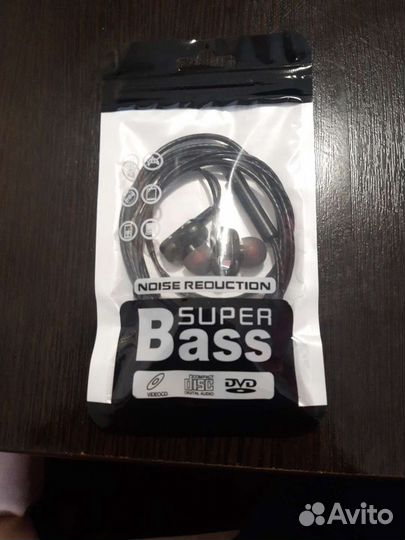 NOISE REDUCTION
SUPER
Bass
VIDEOCD
COMPACT
disc
DIGITAL AUDIO
DVD
Avito